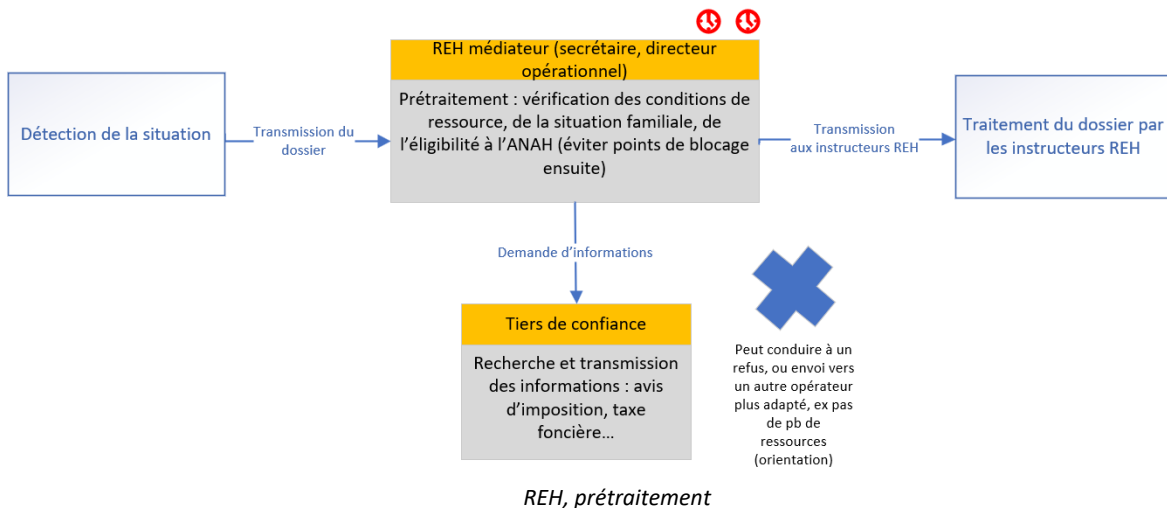 REH médiateur (secrétaire, directeur
opérationnel)
Détection de la situation
Transmission du
dossier
Prétraitement : vérification des conditions de
ressource, de la situation familiale, de
l’éligibilité à l’ANAH (éviter points de blocage
ensuite)
Transmission
aux instructeurs REH
Traitement du dossier par
les instructeurs REH
Demande d’informations
Tiers de confiance
Recherche et transmission
des informations : avis
d’imposition, taxe
foncière...
Peut conduire à un
refus, ou envoi vers
un autre opérateur
plus adapté, ex pas
de pb de
ressources
(orientation)
REH, prétraitement